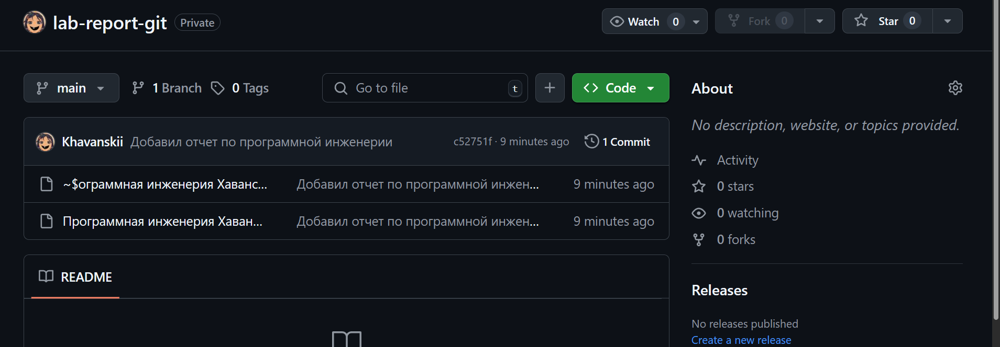 lab-report-git Private Watch 0 Fork 0 Star 0
main 1 Branch 0 Tags Go to file t Code
Khavanskii Добавил отчет по программной инженерии c52751f · 9 minutes ago 1 Commit
~$ограммная инженерия Хаванс... Добавил отчет по программной инжен... 9 minutes ago
Программная инженерия Хаван... Добавил отчет по программной инжен... 9 minutes ago
README
About
No description, website, or topics provided.
Activity
0 stars
0 watching
0 forks
Releases
No releases published
Create a new release